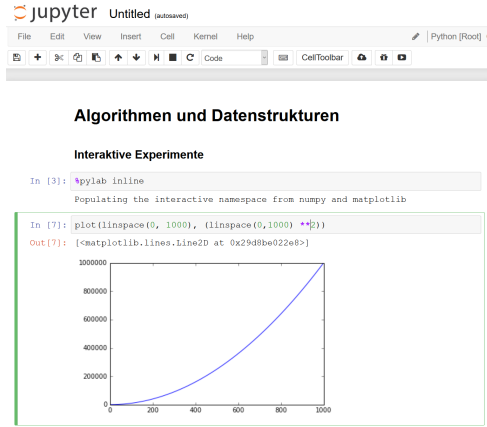 jupyter Untitled (autosaved)
File Edit View Insert Cell Kernel Help Python [Root]
Code CellToolbar
Algorithmen und Datenstrukturen
Interaktive Experimente
In [3]: %pylab inline
Populating the interactive namespace from numpy and matplotlib
In [7]: plot(linspace(0, 1000), (linspace(0,1000) **2))
Out[7]: [<matplotlib.lines.Line2D at 0x29d8be022e8>]
1000000
800000
600000
400000
200000
0
0 200 400 600 800 1000